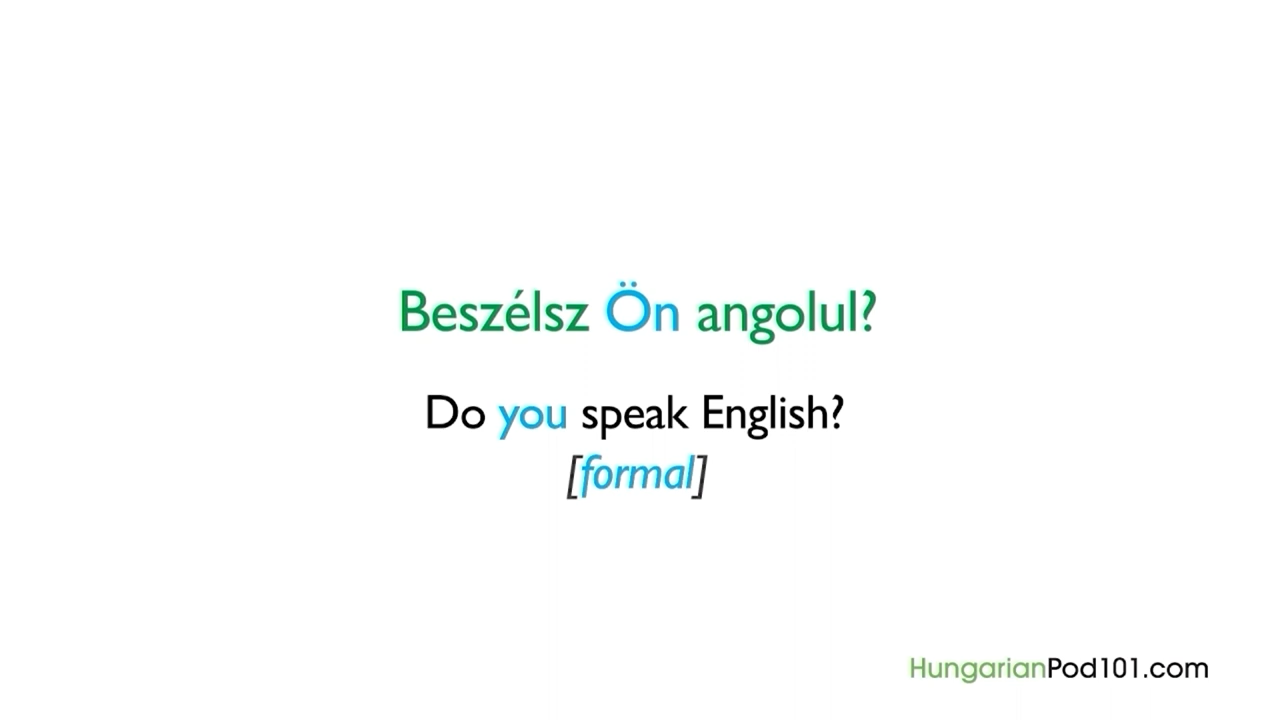 Beszélsz Ön angolul?
Do you speak English?
[formal]
HungarianPod101.com